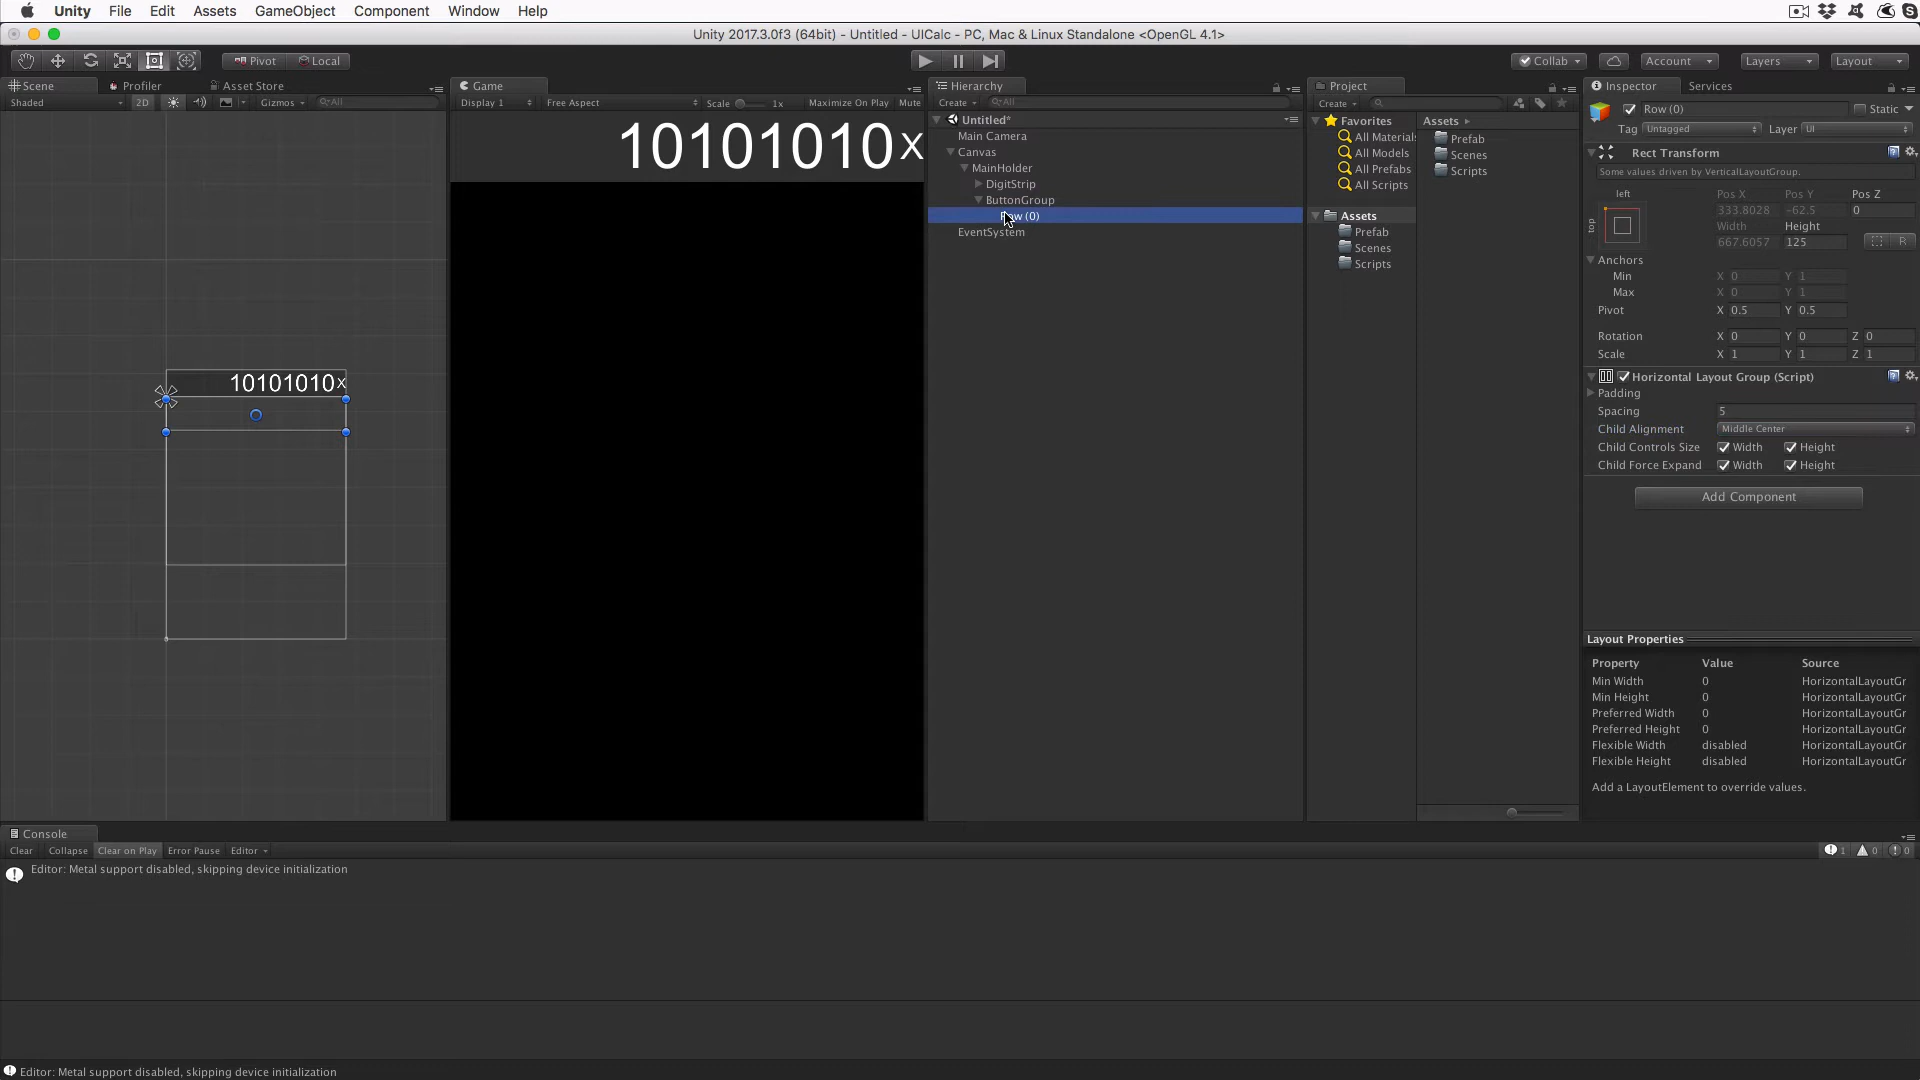 Unity File Edit Assets GameObject Component Window Help
Unity 2017.3.0f3 (64bit) - Untitled - UICalc - PC, Mac & Linux Standalone <OpenGL 4.1>
Pivot Local Collab Account Layers Layout
Scene Profiler Asset Store
Shaded 2D Gizmos All
10101010x
Game
Display 1 Free Aspect Scale 1x Maximize On Play Mute
10101010x
Hierarchy
Create All
Untitled*
Main Camera
Canvas
MainHolder
DigitStrip
ButtonGroup
Row (0)
EventSystem
Project
Create
Favorites
All Materials
All Models
All Prefabs
All Scripts
Assets
Prefab
Scenes
Scripts
Assets
Prefab
Scenes
Scripts
Inspector Services
Row (0) Static
Tag Untagged Layer UI
Rect Transform
Some values driven by VerticalLayoutGroup.
left Pos X Pos Y Pos Z
top 333.8028 -62.5 0
Width Height
667.6057 125 R
Anchors
Min X 0 Y 1
Max X 0 Y 1
Pivot X 0.5 Y 0.5
Rotation X 0 Y 0 Z 0
Scale X 1 Y 1 Z 1
Horizontal Layout Group (Script)
Padding
Spacing 5
Child Alignment Middle Center
Child Controls Size Width Height
Child Force Expand Width Height
Add Component
Layout Properties
Property Value Source
Min Width 0 HorizontalLayoutGr
Min Height 0 HorizontalLayoutGr
Preferred Width 0 HorizontalLayoutGr
Preferred Height 0 HorizontalLayoutGr
Flexible Width disabled HorizontalLayoutGr
Flexible Height disabled HorizontalLayoutGr
Add a LayoutElement to override values.
Console
Clear Collapse Clear on Play Error Pause Editor 1 0 0
Editor: Metal support disabled, skipping device initialization
Editor: Metal support disabled, skipping device initialization